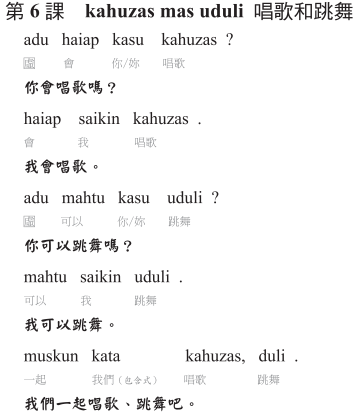 第 6 課 kahuzas mas uduli 唱歌和跳舞
adu haiap kasu kahuzas ?
會 你/妳 唱歌
你會唱歌嗎？
haiap saikin kahuzas .
會 我 唱歌
我會唱歌。
adu mahtu kasu uduli ?
可以 你/妳 跳舞
你可以跳舞嗎？
mahtu saikin uduli .
可以 我 跳舞
我可以跳舞。
muskun kata kahuzas, duli .
一起 我們（包含式） 唱歌 跳舞
我們一起唱歌、跳舞吧。